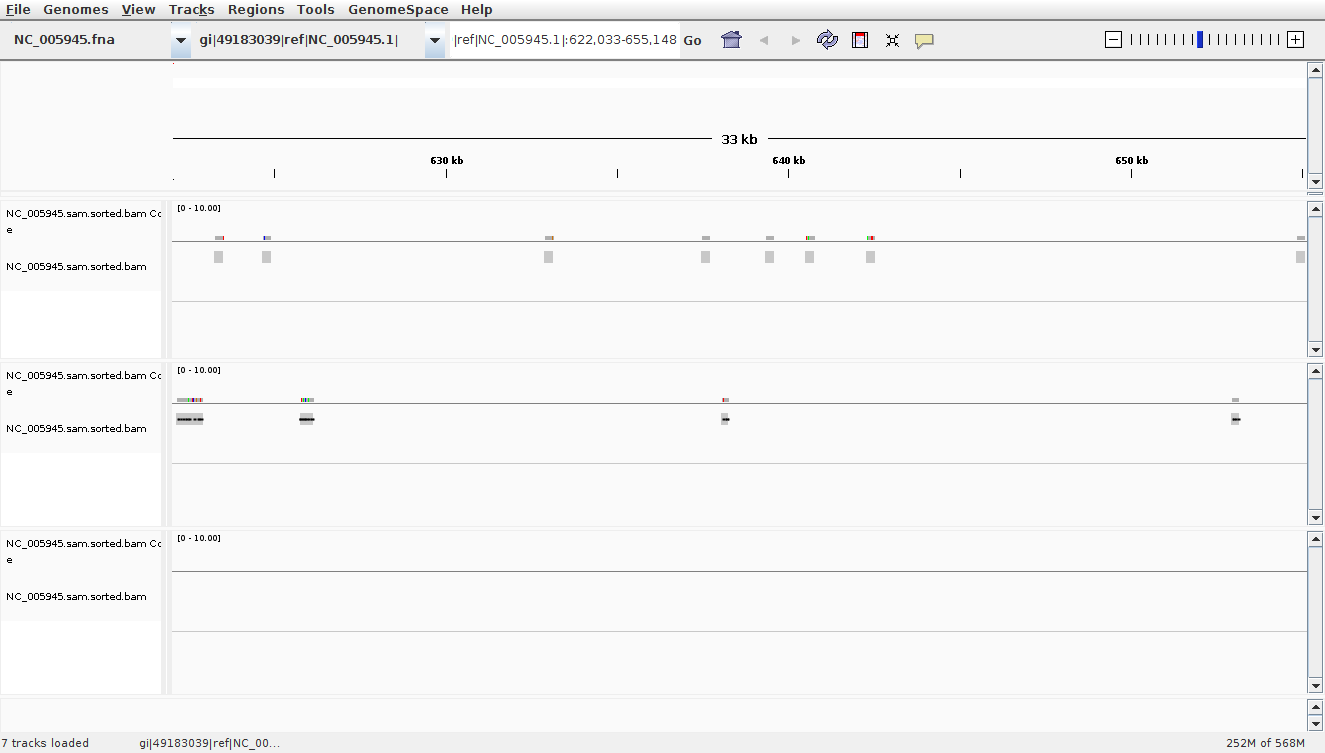 File Genomes View Tracks Regions Tools GenomeSpace Help
NC_005945.fna gi|49183039|ref|NC_005945.1| |ref|NC_005945.1|:622,033-655,148 Go
33 kb
630 kb 640 kb 650 kb
NC_005945.sam.sorted.bam Co [0 - 10.00]
e
NC_005945.sam.sorted.bam
NC_005945.sam.sorted.bam Co [0 - 10.00]
e
NC_005945.sam.sorted.bam
NC_005945.sam.sorted.bam Co [0 - 10.00]
e
NC_005945.sam.sorted.bam
7 tracks loaded gi|49183039|ref|NC_00... 252M of 568M